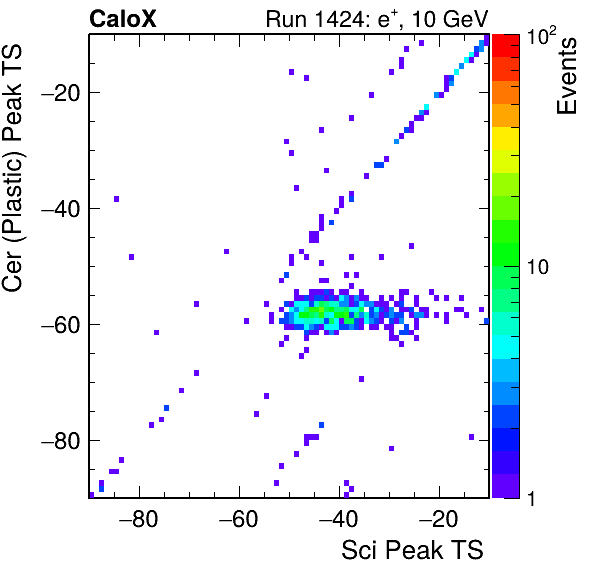 CaloX Run 1424: e⁺, 10 GeV
Cer (Plastic) Peak TS
−20
−40
−60
−80
−80 −60 −40 −20
Sci Peak TS
10²
10
1
Events